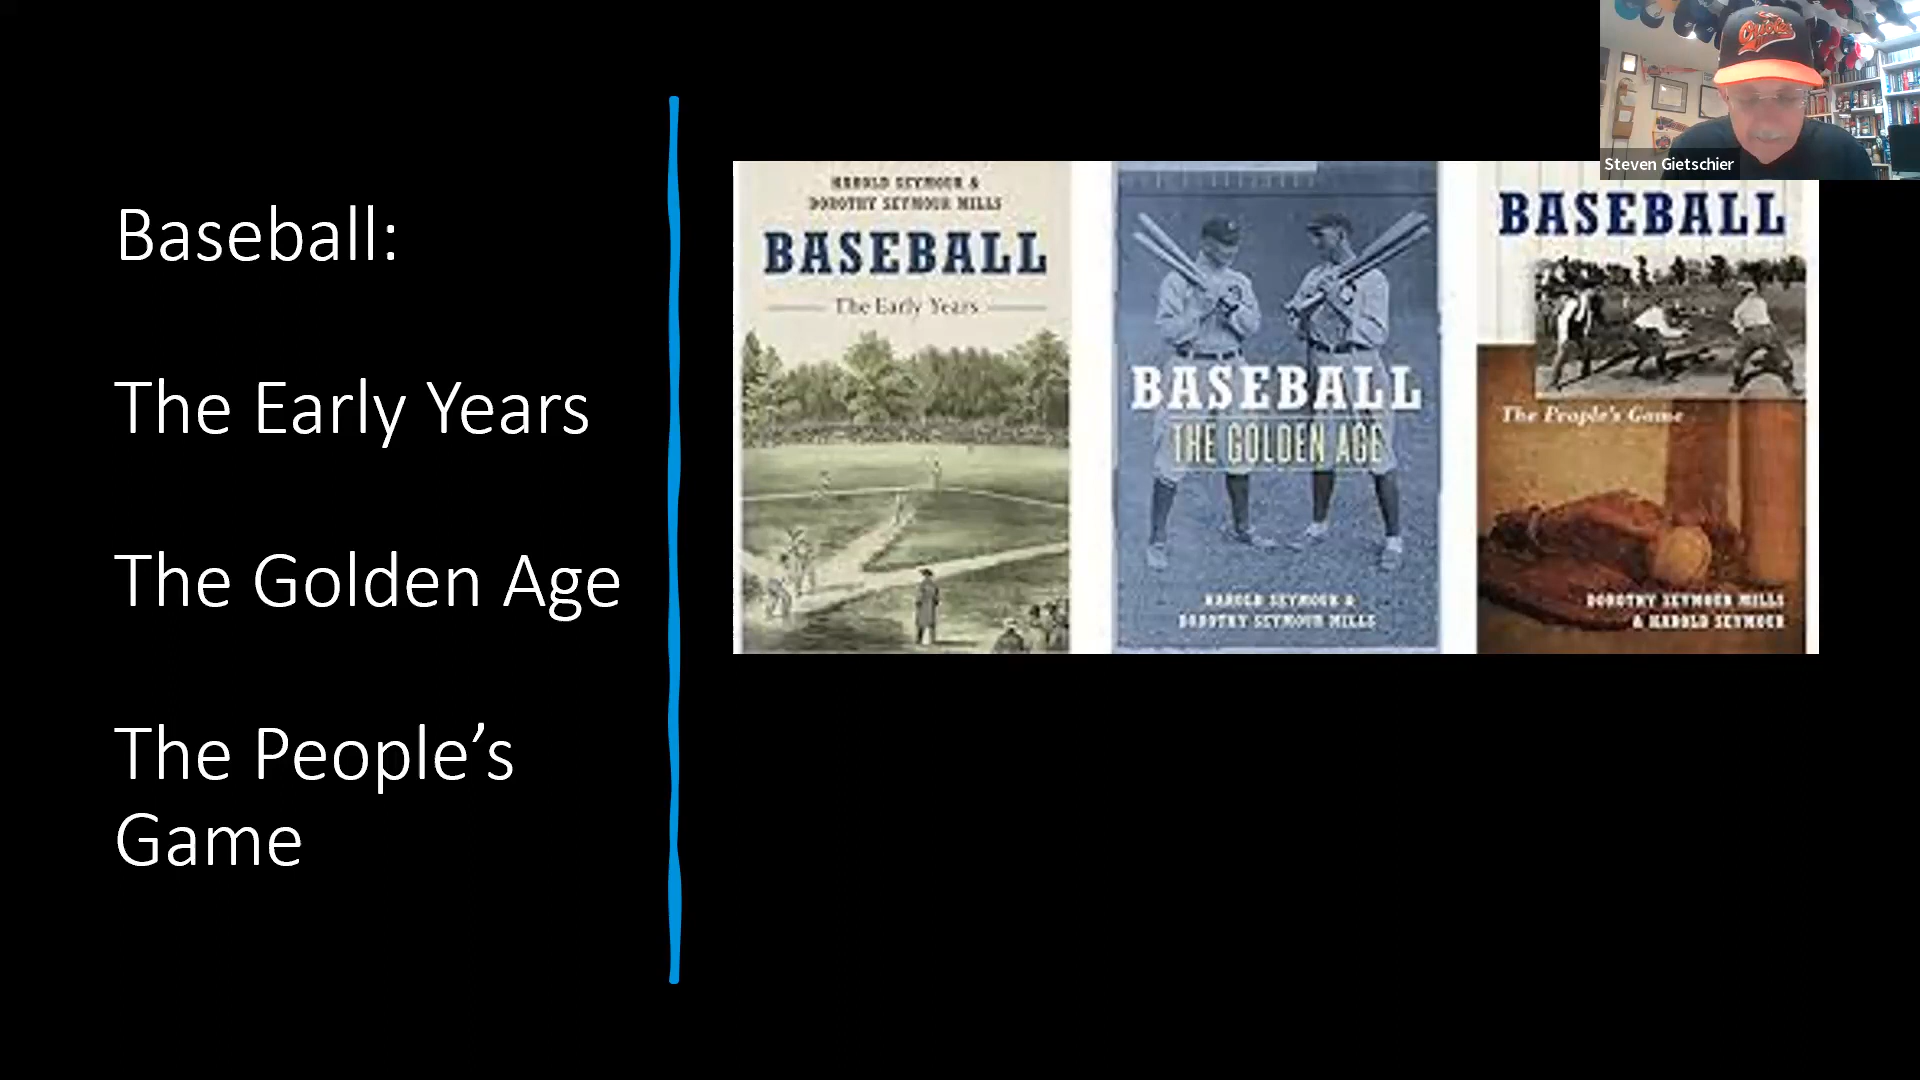 Baseball:
The Early Years
The Golden Age
The People’s
Game
HAROLD SEYMOUR &
DOROTHY SEYMOUR MILLS
BASEBALL
The Early Years
BASEBALL
THE GOLDEN AGE
HAROLD SEYMOUR &
DOROTHY SEYMOUR MILLS
BASEBALL
The People's Game
DOROTHY SEYMOUR MILLS
& HAROLD SEYMOUR
Orioles
Steven Gietschier